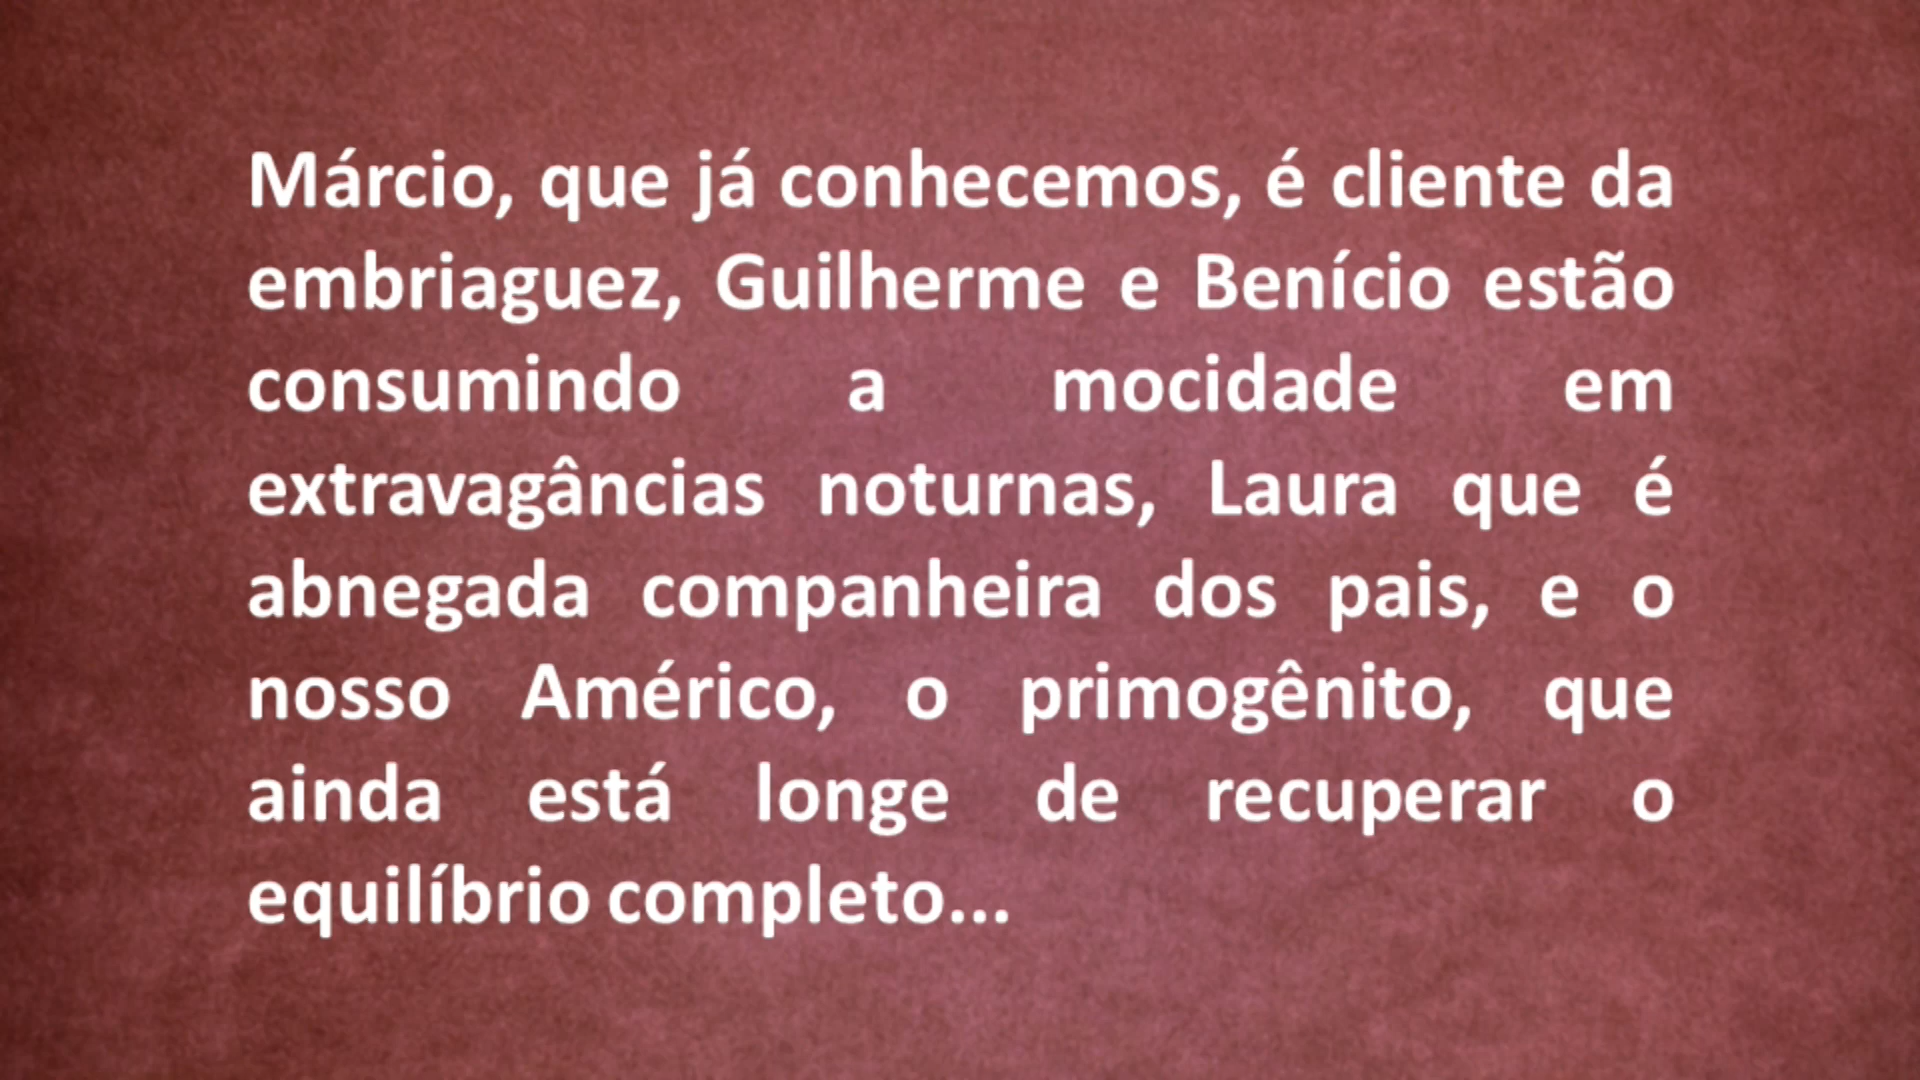 Márcio, que já conhecemos, é cliente da
embriaguez, Guilherme e Benício estão
consumindo a mocidade em
extravagâncias noturnas, Laura que é
abnegada companheira dos pais, e o
nosso Américo, o primogênito, que
ainda está longe de recuperar o
equilíbrio completo...